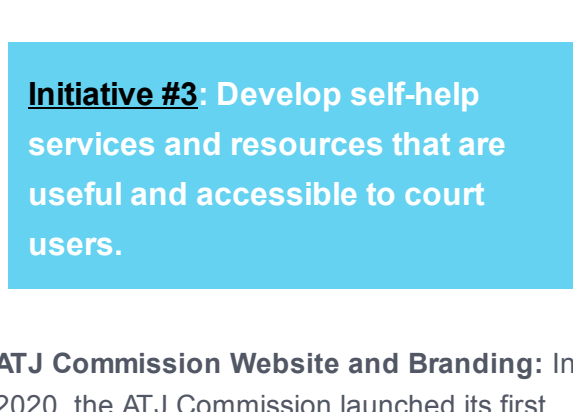 Initiative #3: Develop self-help
services and resources that are
useful and accessible to court
users.
ATJ Commission Website and Branding: In
2020, the ATJ Commission launched its first